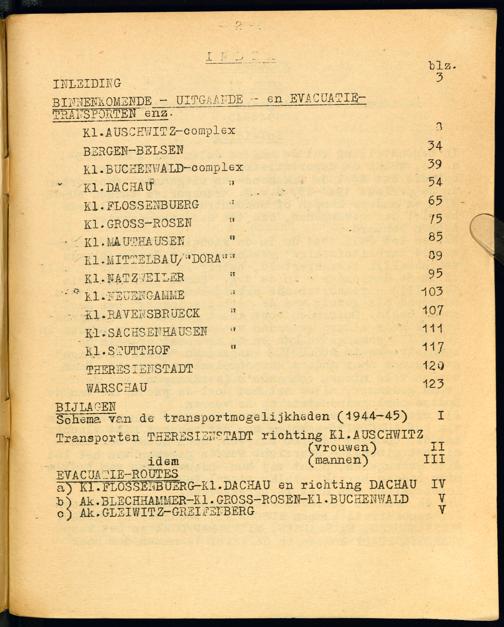 - 2 -
INDEX
blz.
INLEIDING 3
BINNENKOMENDE - UITGAANDE - en EVACUATIE-
TRANSPORTEN enz.
Kl.AUSCHWITZ-complex 3
BERGEN-BELSEN 34
Kl.BUCHENWALD-complex 39
Kl.DACHAU " 54
Kl.FLOSSENBUERG " 65
Kl.GROSS-ROSEN " 75
Kl.MAUTHAUSEN " 85
Kl.MITTELBAU/"DORA"" 89
Kl.NATZWEILER " 95
Kl.NEUENGAMME " 103
Kl.RAVENSBRUECK " 107
Kl.SACHSENHAUSEN " 111
Kl.STUTTHOF " 117
THERESIENSTADT 120
WARSCHAU 123
BIJLAGEN
Schema van de transportmogelijkheden (1944-45) I
Transporten THERESIENSTADT richting Kl.AUSCHWITZ
(vrouwen) II
idem (mannen) III
EVACUATIE-ROUTES
a) Kl.FLOSSENBUERG-Kl.DACHAU en richting DACHAU IV
b) Ak.BLECHHAMMER-Kl.GROSS-ROSEN-Kl.BUCHENWALD V
c) Ak.GLEIWITZ-GREIFENBERG V